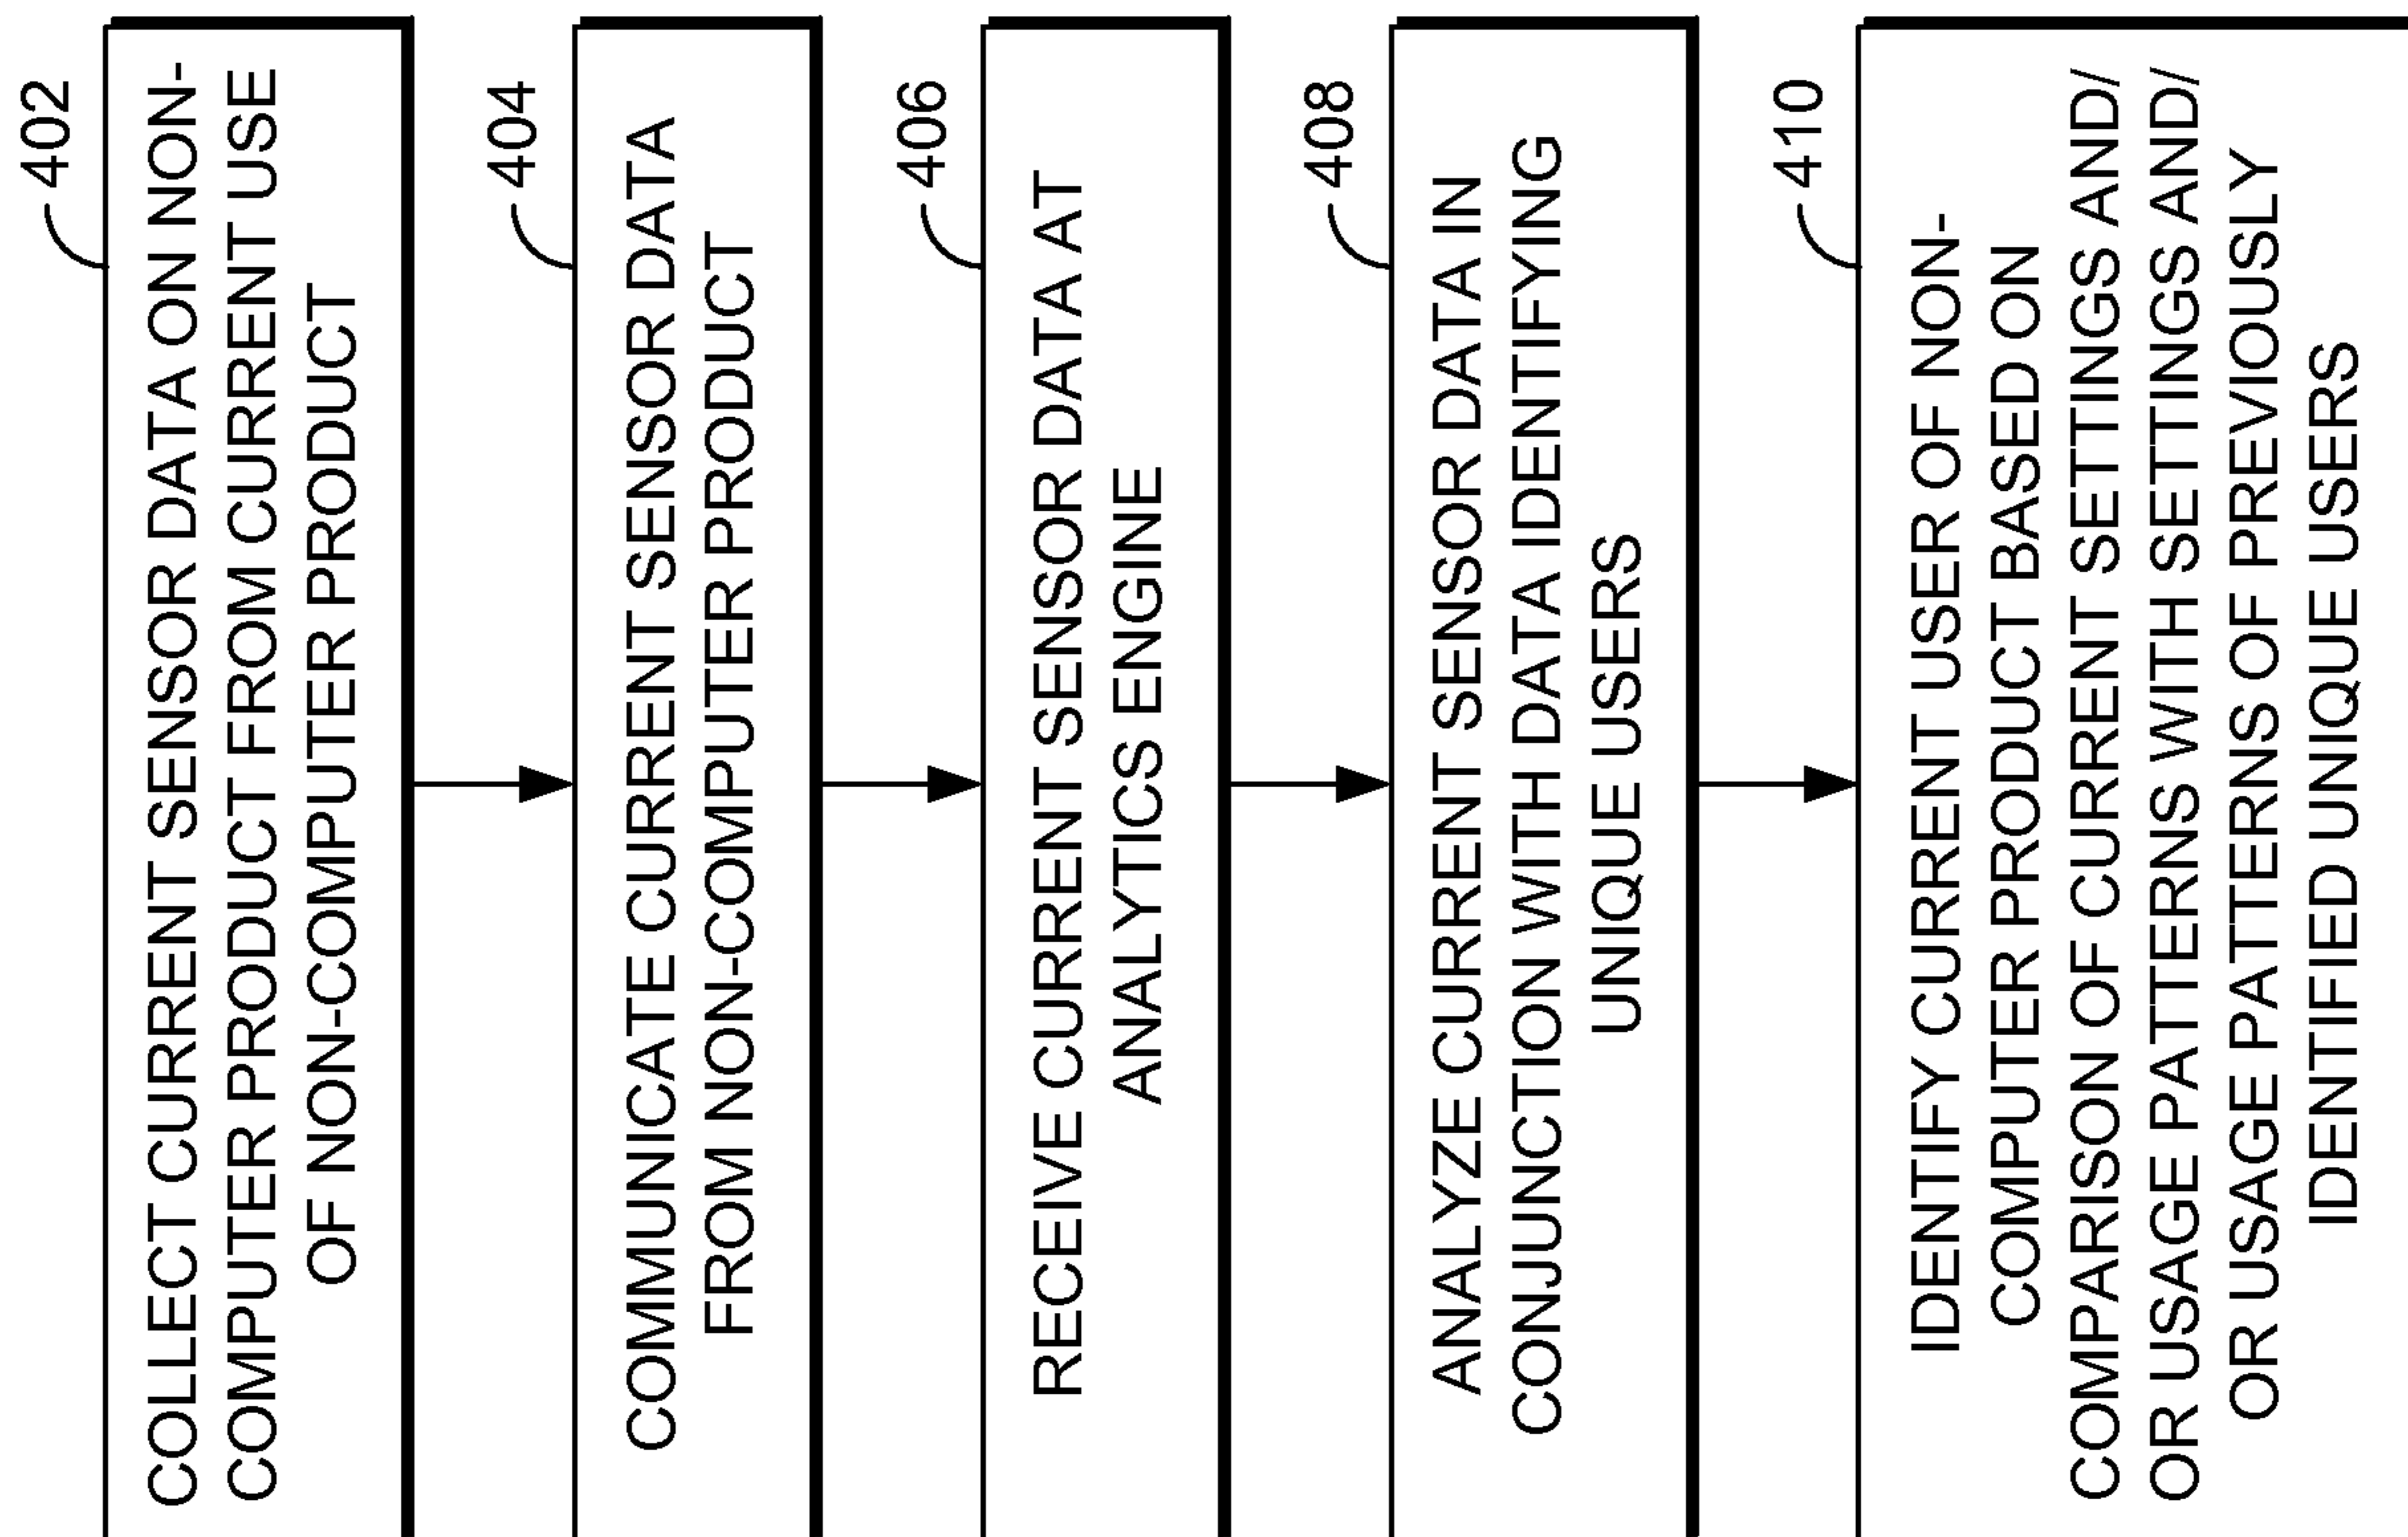 402
COLLECT CURRENT SENSOR DATA ON NON-
COMPUTER PRODUCT FROM CURRENT USE
OF NON-COMPUTER PRODUCT
404
COMMUNICATE CURRENT SENSOR DATA
FROM NON-COMPUTER PRODUCT
406
RECEIVE CURRENT SENSOR DATA AT
ANALYTICS ENGINE
408
ANALYZE CURRENT SENSOR DATA IN
CONJUNCTION WITH DATA IDENTIFYING
UNIQUE USERS
410
IDENTIFY CURRENT USER OF NON-
COMPUTER PRODUCT BASED ON
COMPARISON OF CURRENT SETTINGS AND/
OR USAGE PATTERNS WITH SETTINGS AND/
OR USAGE PATTERNS OF PREVIOUSLY
IDENTIFIED UNIQUE USERS